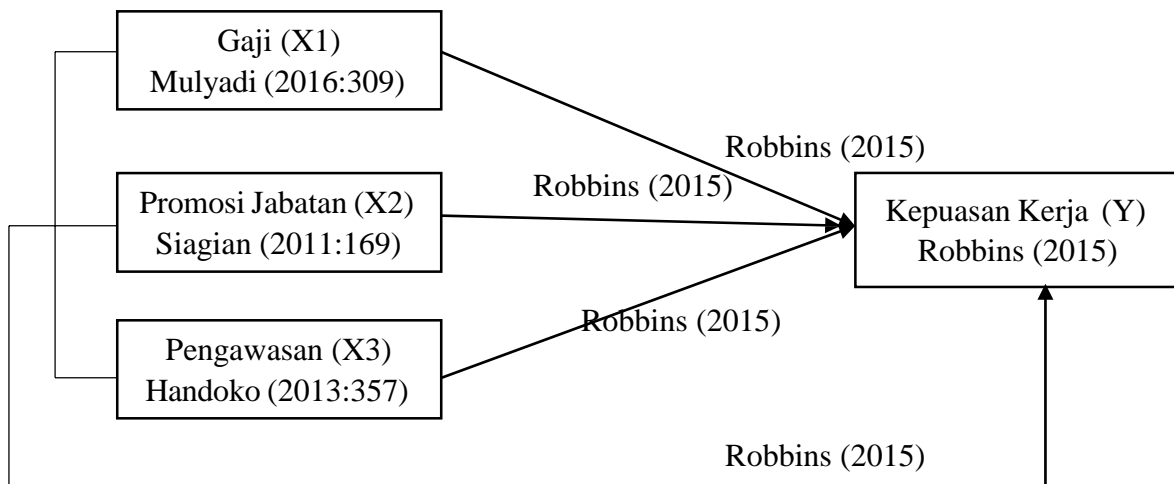 Gaji (X1)
Mulyadi (2016:309)
Robbins (2015)
Robbins (2015)
Promosi Jabatan (X2)
Siagian (2011:169)
Kepuasan Kerja (Y)
Robbins (2015)
Robbins (2015)
Pengawasan (X3)
Handoko (2013:357)
Robbins (2015)